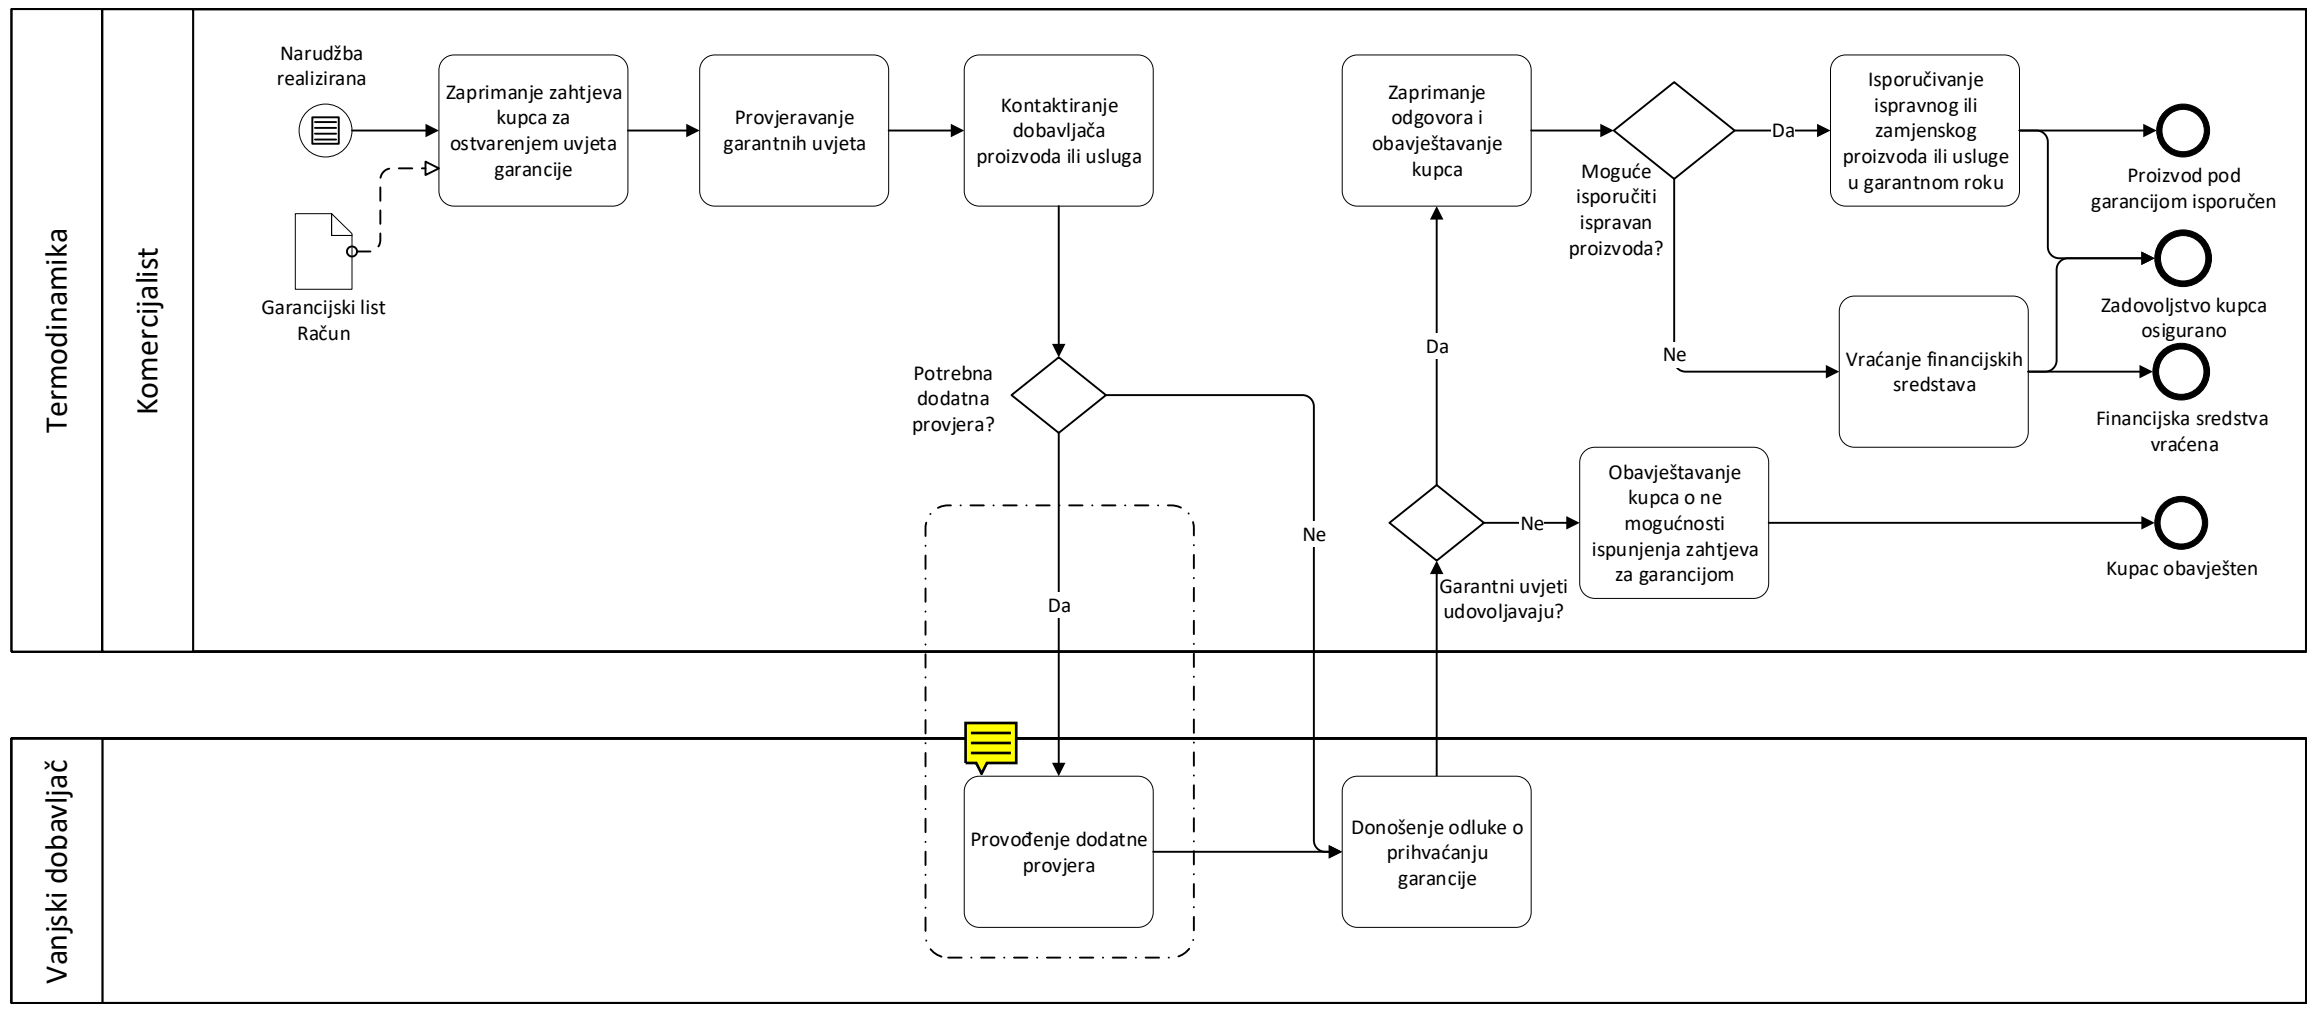 Termodinamika
Komercijalist
Narudžba
realizirana
Garancijski list
Račun
Zaprimanje zahtjeva
kupca za
ostvarenjem uvjeta
garancije
Provjeravanje
garantnih uvjeta
Kontaktiranje
dobavljača
proizvoda ili usluga
Potrebna
dodatna
provjera?
Da
Ne
Zaprimanje
odgovora i
obavještavanje
kupca
Da
Garantni uvjeti
udovoljavaju?
Ne
Moguće
isporučiti
ispravan
proizvoda?
Da
Ne
Isporučivanje
ispravnog ili
zamjenskog
proizvoda ili usluge
u garantnom roku
Vraćanje financijskih
sredstava
Obavještavanje
kupca o ne
mogućnosti
ispunjenja zahtjeva
za garancijom
Proizvod pod
garancijom isporučen
Zadovoljstvo kupca
osigurano
Financijska sredstva
vraćena
Kupac obavješten
Vanjski dobavljač
Provođenje dodatne
provjera
Donošenje odluke o
prihvaćanju
garancije